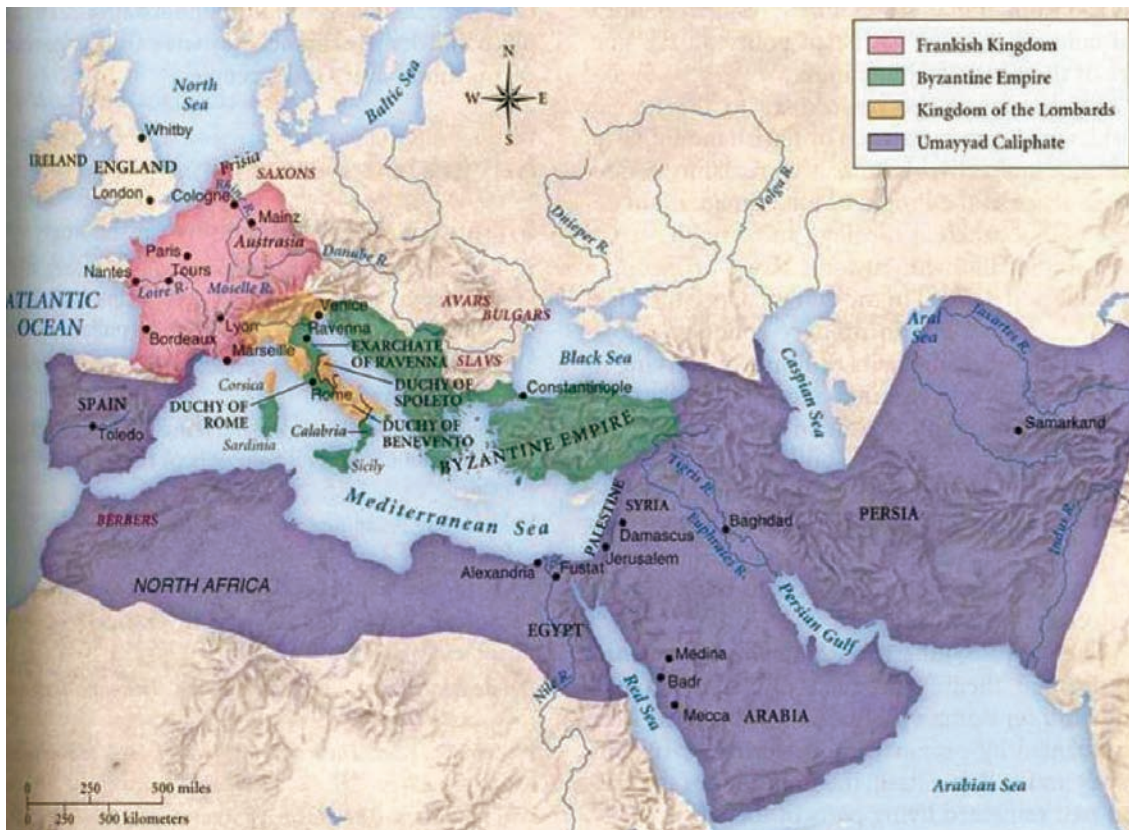 Frankish Kingdom
Byzantine Empire
Kingdom of the Lombards
Umayyad Caliphate
N
W
E
S
North
Sea
Baltic Sea
Whitby
IRELAND
ENGLAND
Frisia
SAXONS
London
Cologne
Rhine R.
Mainz
Volga R.
Dnieper R.
Paris
Austrasia
Danube R.
Nantes
Tours
Loire R.
Moselle R.
ATLANTIC
OCEAN
AVARS
BULGARS
Venice
Lyon
Ravenna
Bordeaux
Marseille
EXARCHATE
OF RAVENNA
SLAVS
Black Sea
Aral
Sea
Jaxartes R.
Caspian Sea
Corsica
DUCHY OF
SPOLETO
Constantinople
SPAIN
DUCHY OF
ROME
Rome
Toledo
Calabria
DUCHY OF
BENEVENTO
Sardinia
Sicily
BYZANTINE EMPIRE
Samarkand
Tigris R.
Mediterranean Sea
BERBERS
SYRIA
PALESTINE
Damascus
Baghdad
PERSIA
Indus R.
Euphrates R.
Jerusalem
NORTH AFRICA
Alexandria
Fustat
Persian Gulf
EGYPT
Medina
Badr
Nile R.
Red Sea
Mecca
ARABIA
Arabian Sea
0 250 500 miles
0 250 500 kilometers